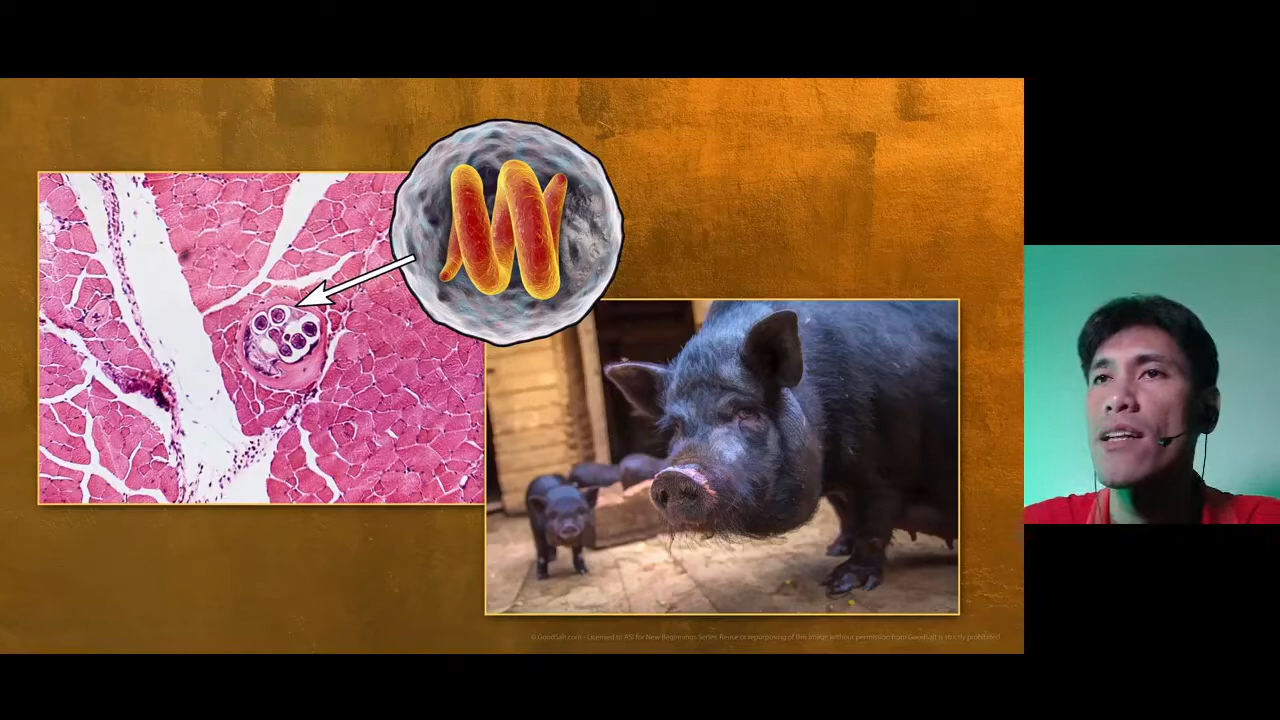 © GoodSalt.com - Licensed to ASI for New Beginnings Series. Reuse or repurposing of this image without permission from GoodSalt is strictly prohibited